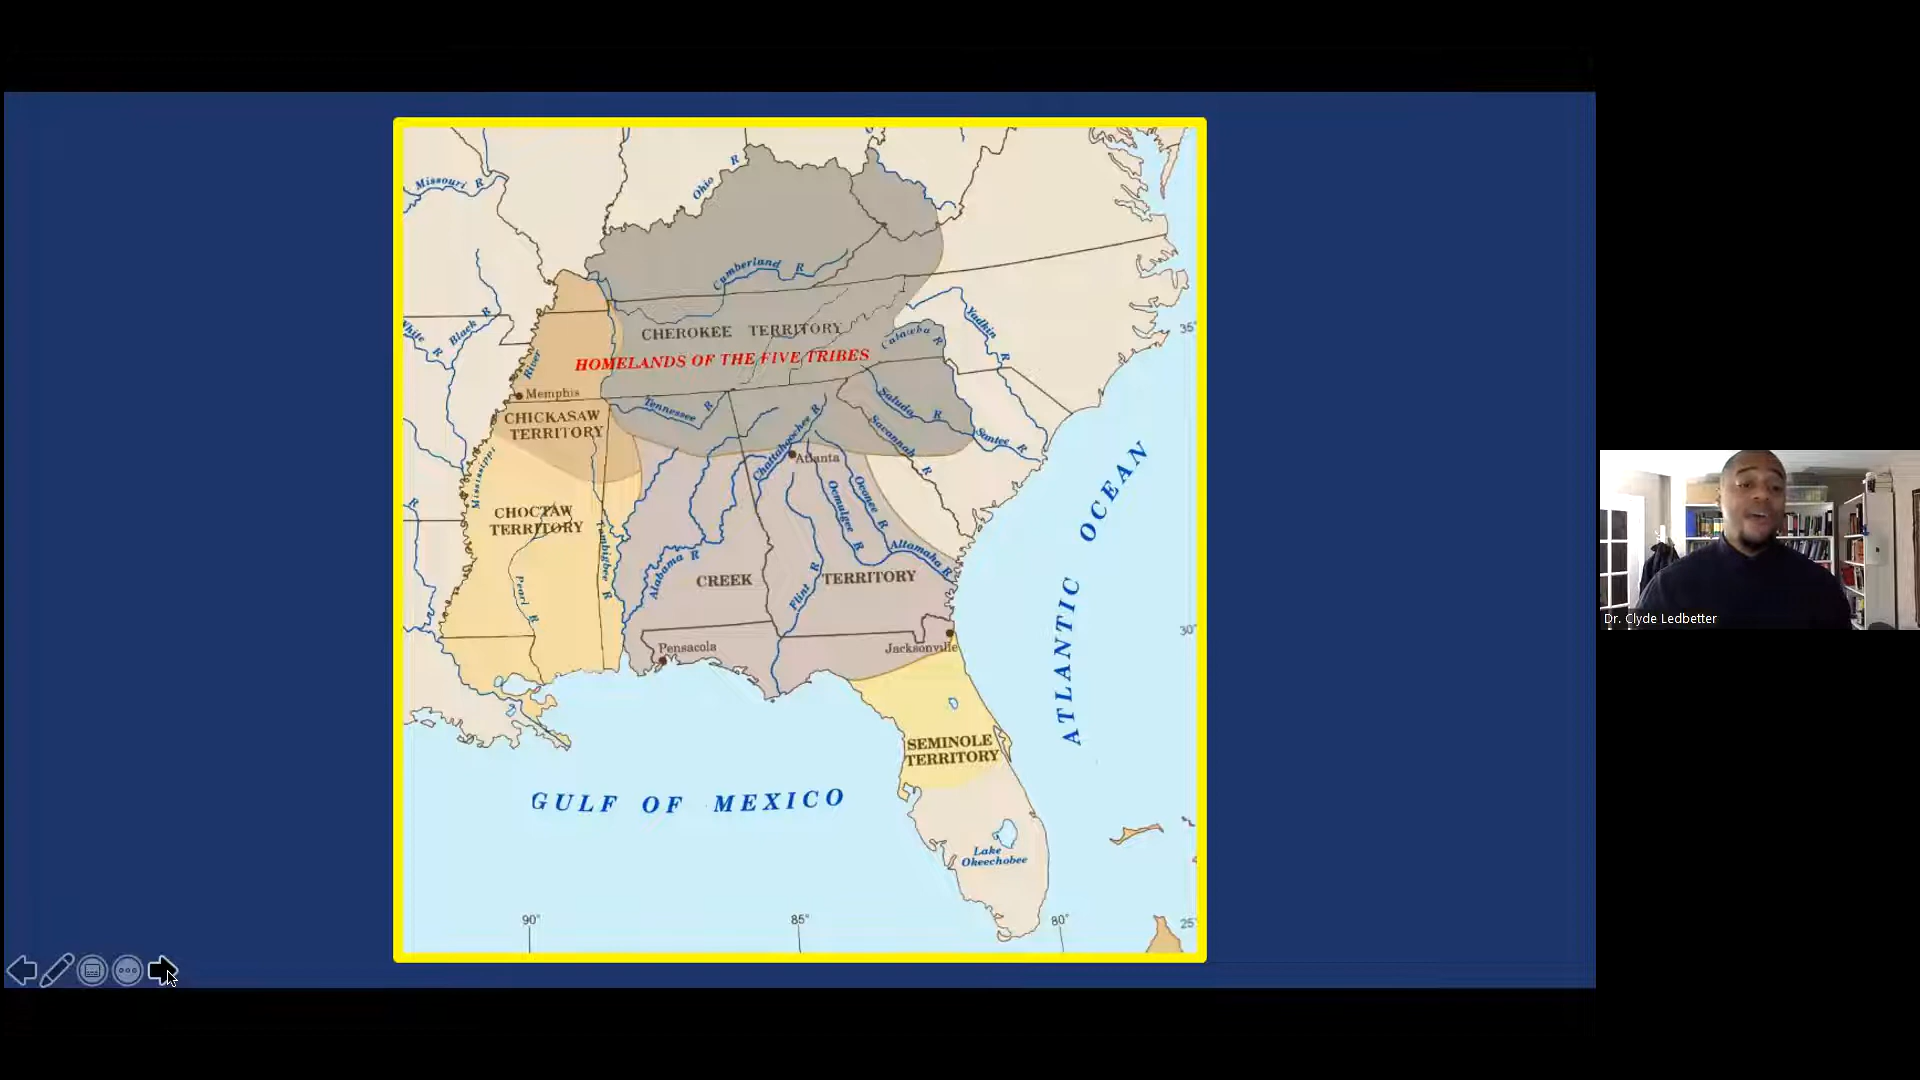 Missouri R
Ohio R
Cumberland R
White R
Black R
River
CHEROKEE TERRITORY
HOMELANDS OF THE FIVE TRIBES
Catawba R
Yadkin R
35°
Memphis
Tennessee R
CHICKASAW
TERRITORY
Saluda R
Santee R
Savannah R
Chattahoochee R
Atlanta
Mississippi
R
CHOCTAW
TERRITORY
Tombigbee R
Pearl R
Alabama R
Ocmulgee R
Oconee R
Altamaha R
Flint R
CREEK TERRITORY
Pensacola
Jacksonville
30°
ATLANTIC OCEAN
SEMINOLE
TERRITORY
GULF OF MEXICO
Lake
Okeechobee
90°
85°
80°
25°
Dr. Clyde Ledbetter